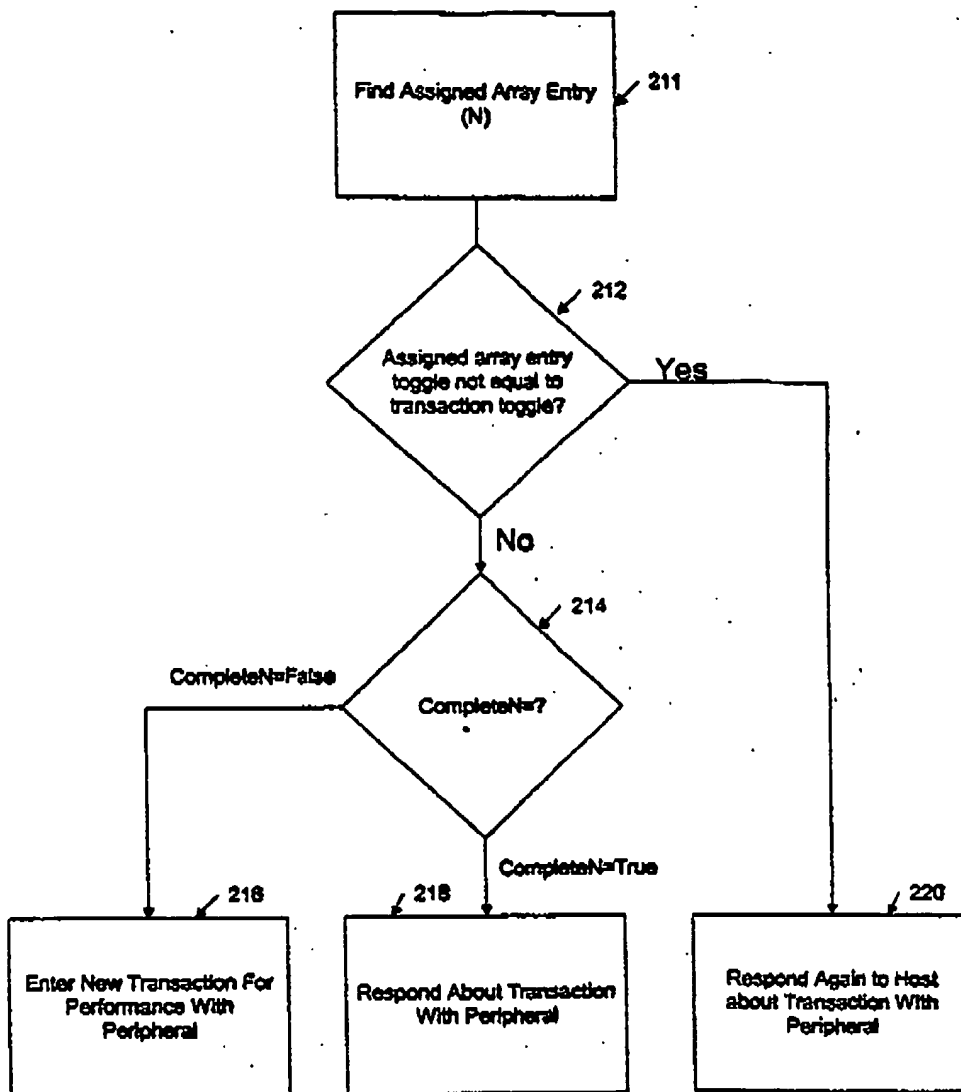 Find Assigned Array Entry
(N)
211
212
Assigned array entry
toggle not equal to
transaction toggle?
Yes
No
214
CompleteN=False
CompleteN=?
CompleteN=True
216
218
220
Enter New Transaction For
Performance With
Peripheral
Respond About Transaction
With Peripheral
Respond Again to Host
about Transaction With
Peripheral